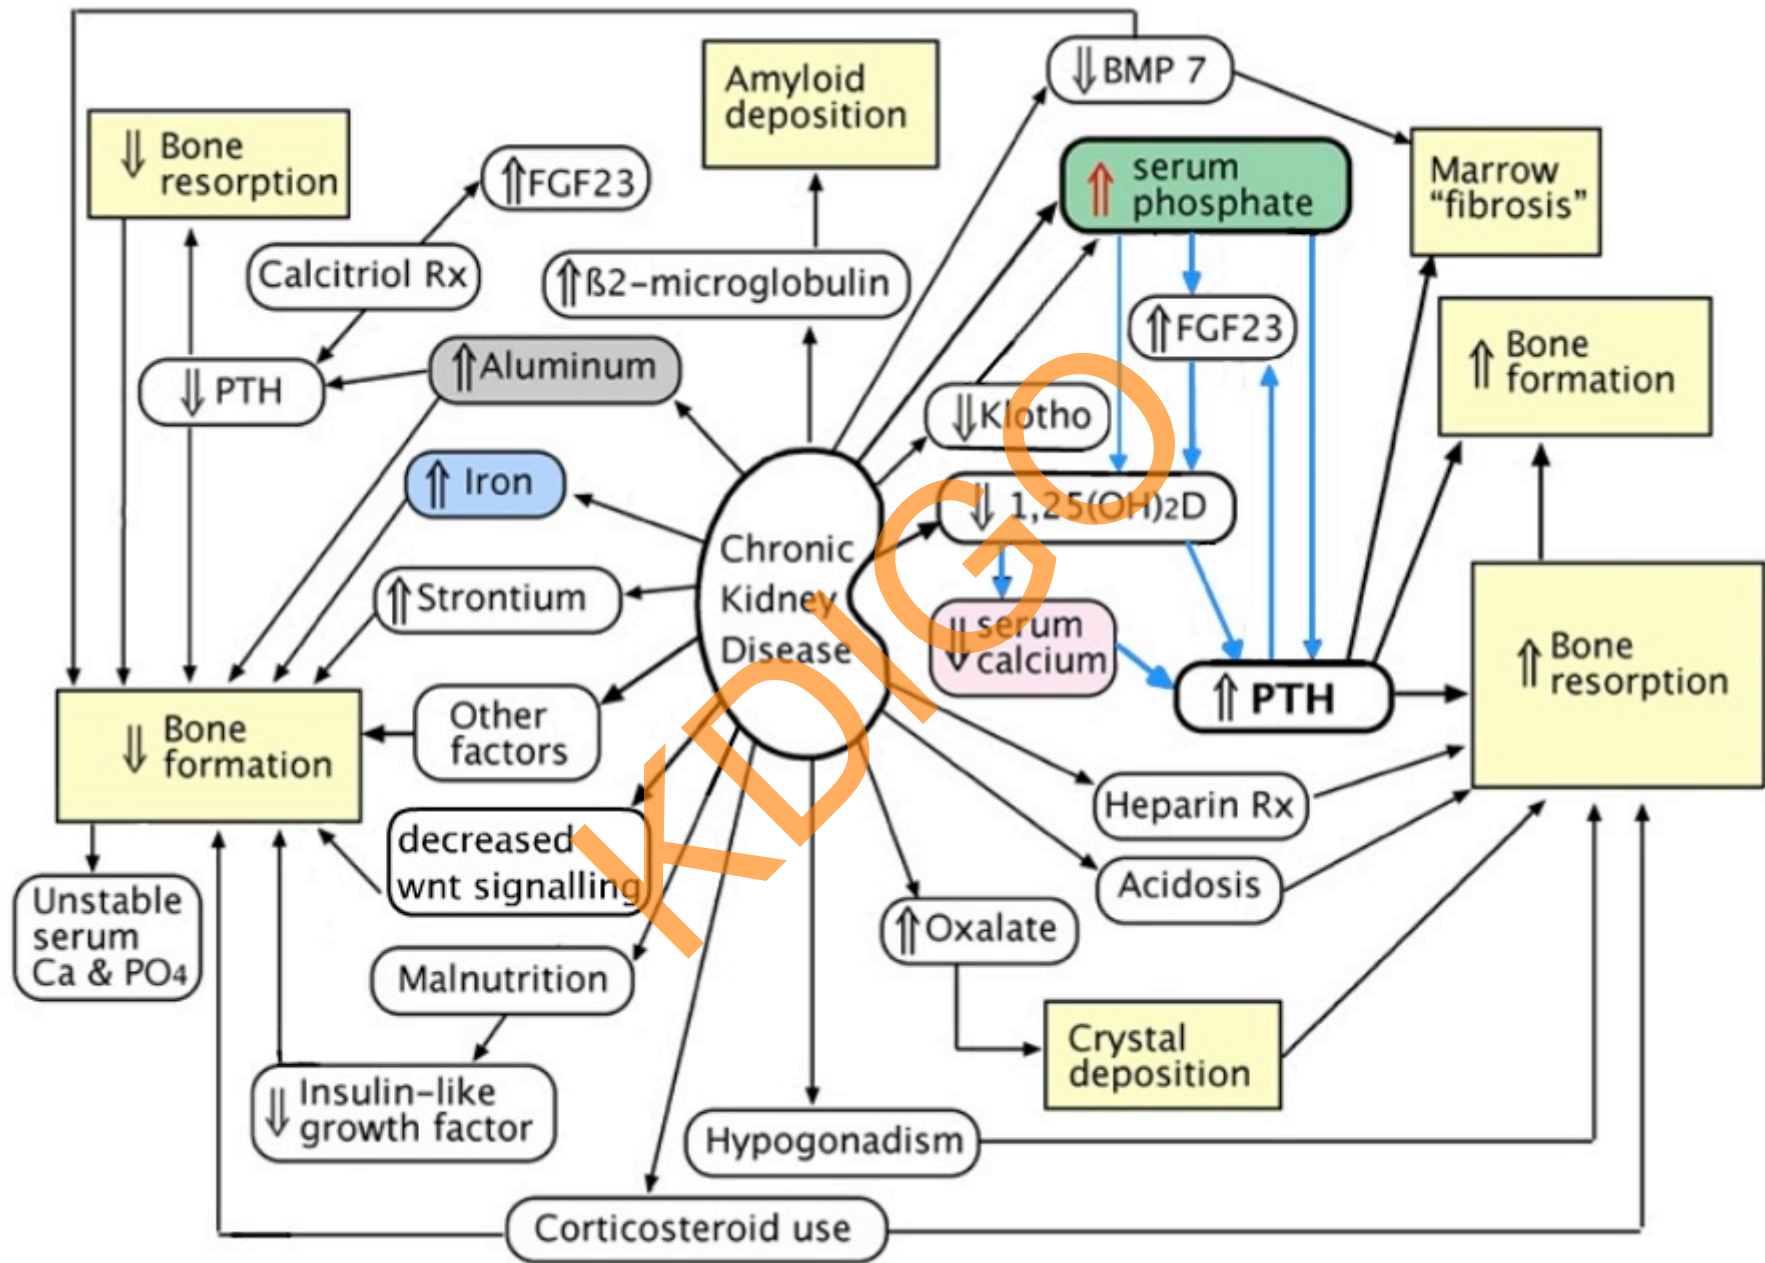 ⇓ BMP 7
Amyloid
deposition
⇓ Bone
resorption
⇑FGF23
⇑ serum
phosphate
Marrow
“fibrosis”
Calcitriol Rx
⇑ß2-microglobulin
⇑FGF23
⇑ Bone
formation
⇓ PTH
⇑Aluminum
⇓Klotho
⇑ Iron
⇓ 1,25(OH)2D
Chronic
Kidney
Disease
⇑Strontium
⇓ serum
calcium
⇑ PTH
⇑ Bone
resorption
⇓ Bone
formation
Other
factors
Heparin Rx
decreased
wnt signalling
Acidosis
Unstable
serum
Ca & PO4
⇑Oxalate
Malnutrition
Crystal
deposition
⇓ Insulin-like
growth factor
Hypogonadism
Corticosteroid use
KDIGO